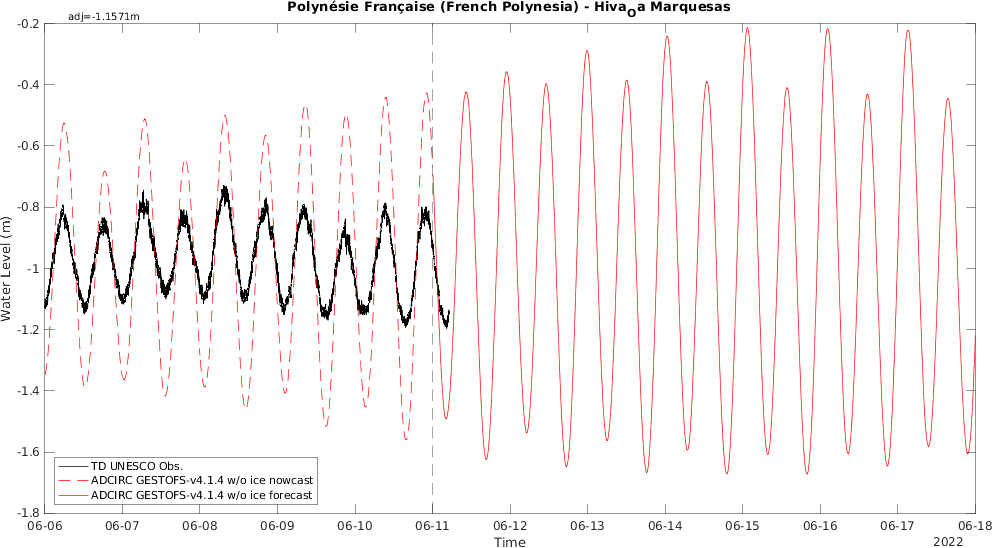 Polynésie Française (French Polynesia) - HivaOa Marquesas
adj=-1.1571m
-0.2
-0.4
-0.6
-0.8
-1
-1.2
-1.4
-1.6
-1.8
Water Level (m)
TD UNESCO Obs.
ADCIRC GESTOFS-v4.1.4 w/o ice nowcast
ADCIRC GESTOFS-v4.1.4 w/o ice forecast
06-06 06-07 06-08 06-09 06-10 06-11 06-12 06-13 06-14 06-15 06-16 06-17 06-18
Time
2022